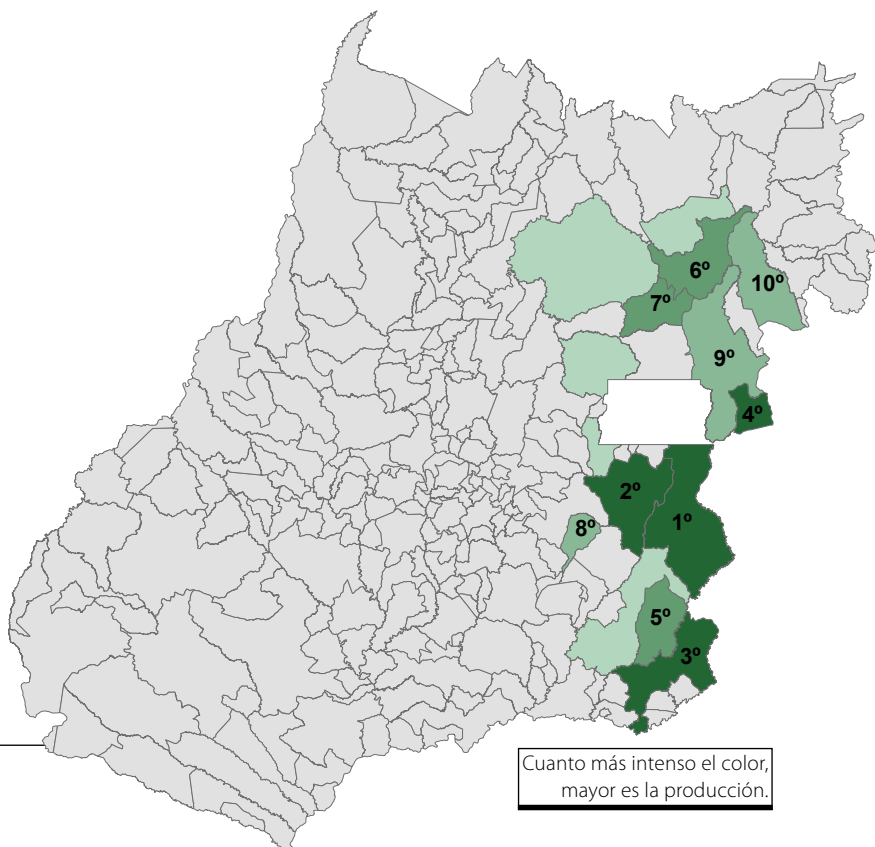 6º
10º
7º
9º
4º
2º
1º
8º
5º
3º
Cuanto más intenso el color,
mayor es la producción.